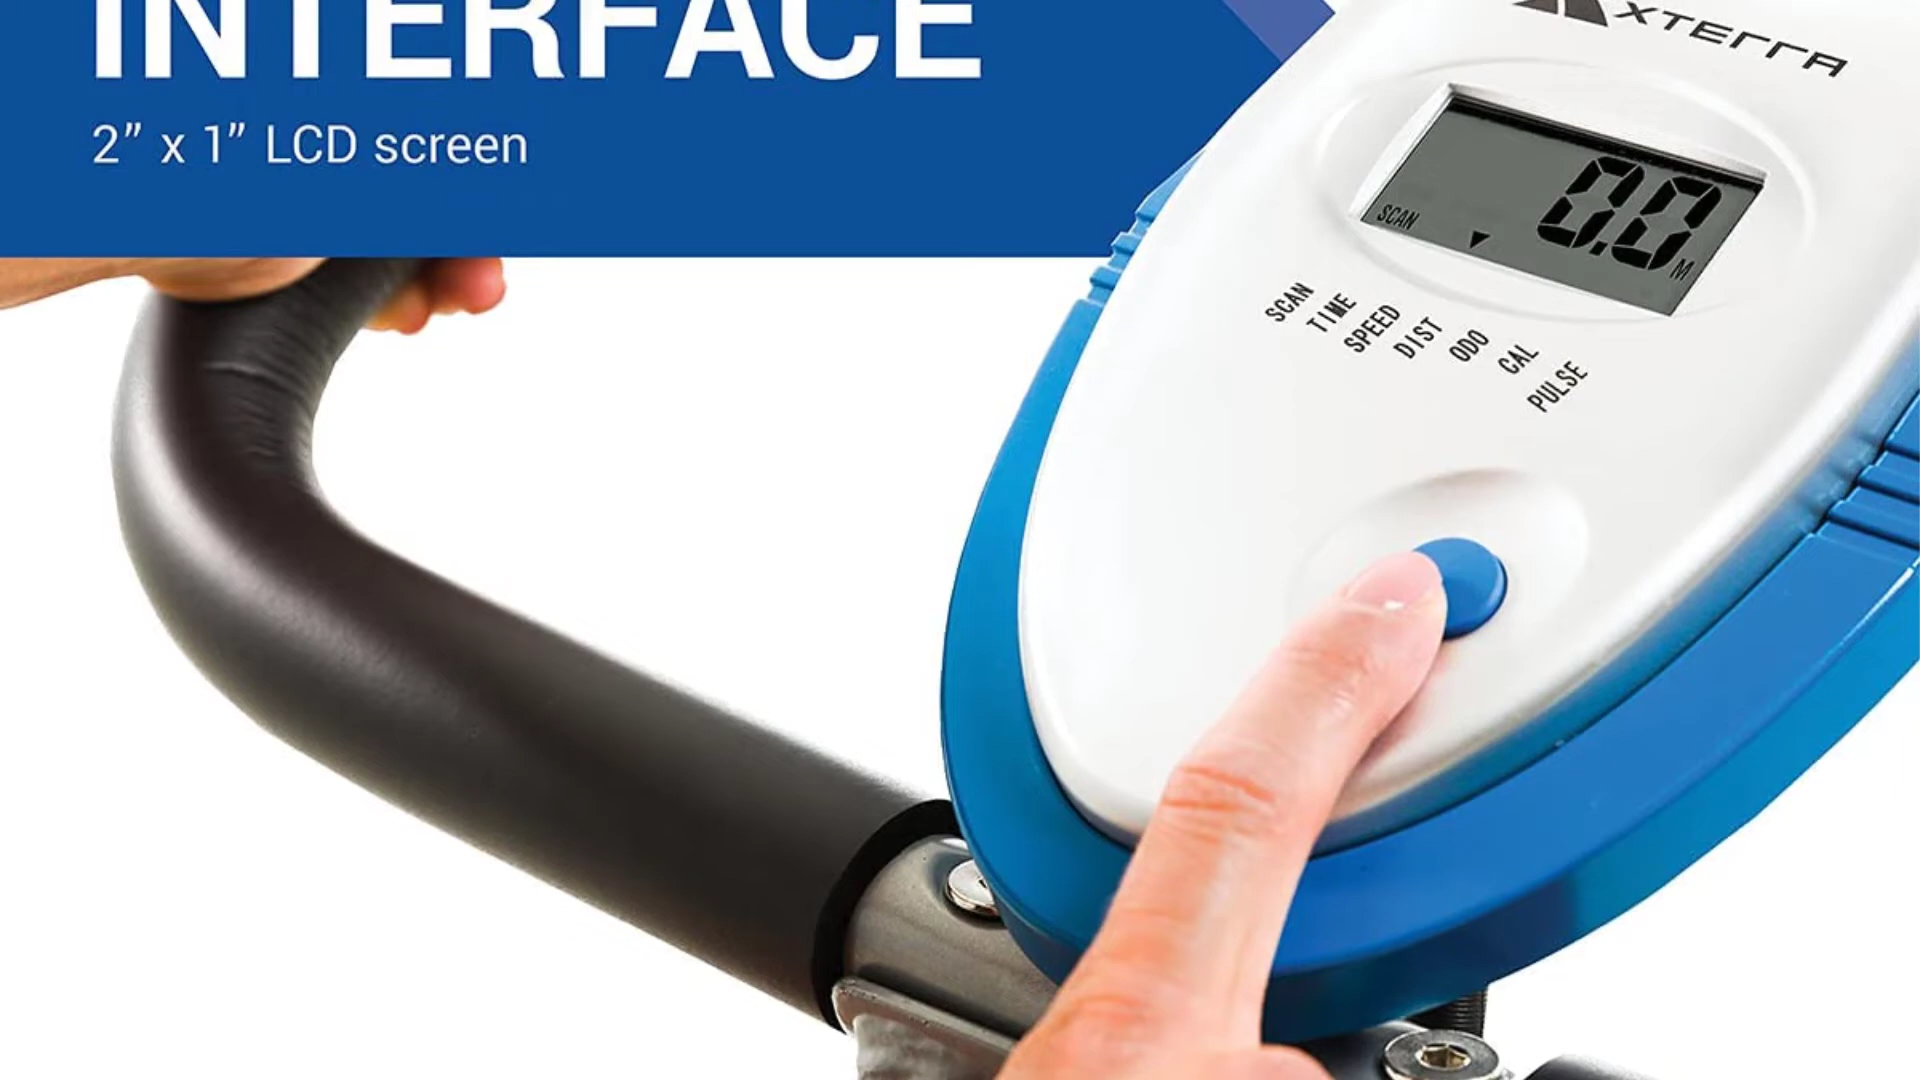 INTERFACE
2” x 1” LCD screen
XTERRA
0.0 M
SCAN
SCAN
TIME
SPEED
DIST
ODO
CAL
PULSE